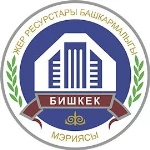 ЖЕР РЕСУРСТАРЫ БАШКАРМАЛЫГЫ
БИШКЕК
МЭРИЯСЫ